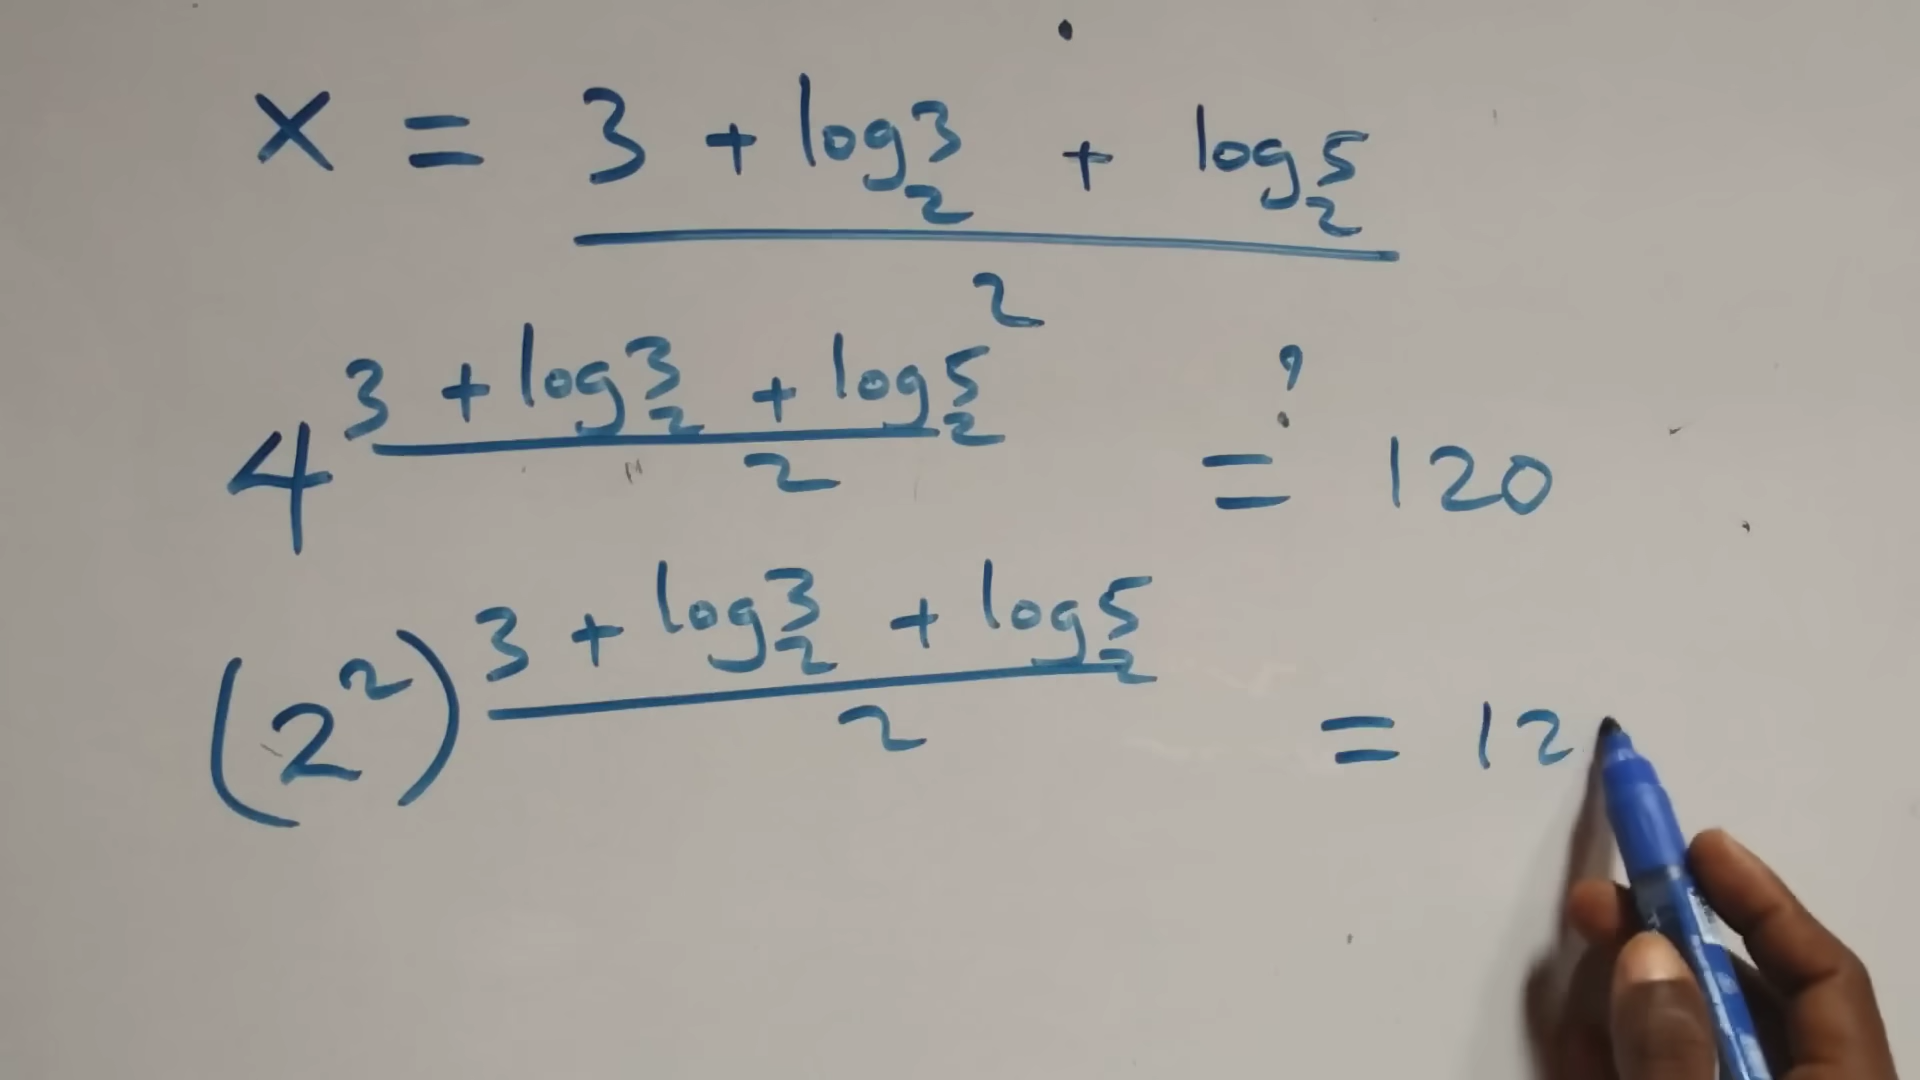 x = (3 + log₂3 + log₂5)/2
4^((3 + log₂3 + log₂5)/2) =? 120
(2²)^((3 + log₂3 + log₂5)/2) = 12